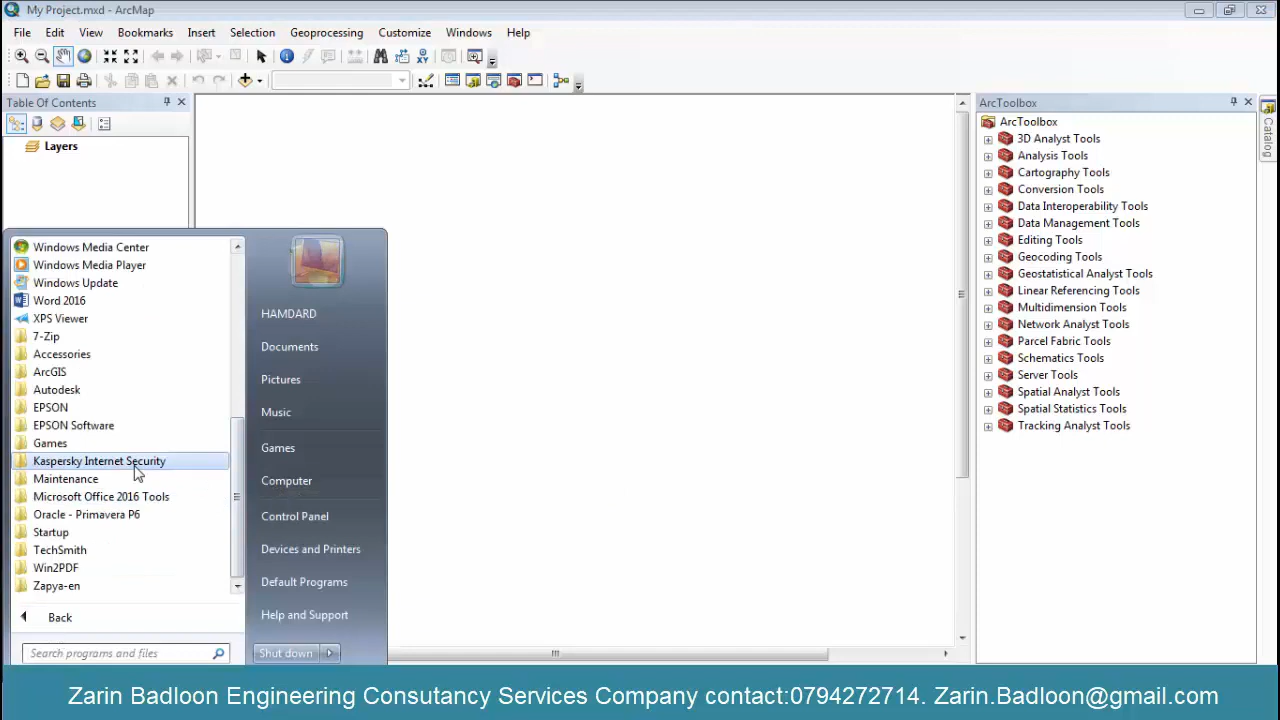 My Project.mxd - ArcMap
File Edit View Bookmarks Insert Selection Geoprocessing Customize Windows Help
Table Of Contents
Layers
Windows Media Center
Windows Media Player
Windows Update
Word 2016
XPS Viewer
7-Zip
Accessories
ArcGIS
Autodesk
EPSON
EPSON Software
Games
Kaspersky Internet Security
Maintenance
Microsoft Office 2016 Tools
Oracle - Primavera P6
Startup
TechSmith
Win2PDF
Zapya-en
Back
Search programs and files
HAMDARD
Documents
Pictures
Music
Games
Computer
Control Panel
Devices and Printers
Default Programs
Help and Support
Shut down
ArcToolbox
ArcToolbox
3D Analyst Tools
Analysis Tools
Cartography Tools
Conversion Tools
Data Interoperability Tools
Data Management Tools
Editing Tools
Geocoding Tools
Geostatistical Analyst Tools
Linear Referencing Tools
Multidimension Tools
Network Analyst Tools
Parcel Fabric Tools
Schematics Tools
Server Tools
Spatial Analyst Tools
Spatial Statistics Tools
Tracking Analyst Tools
Catalog
Zarin Badloon Engineering Consutancy Services Company contact:0794272714. Zarin.Badloon@gmail.com